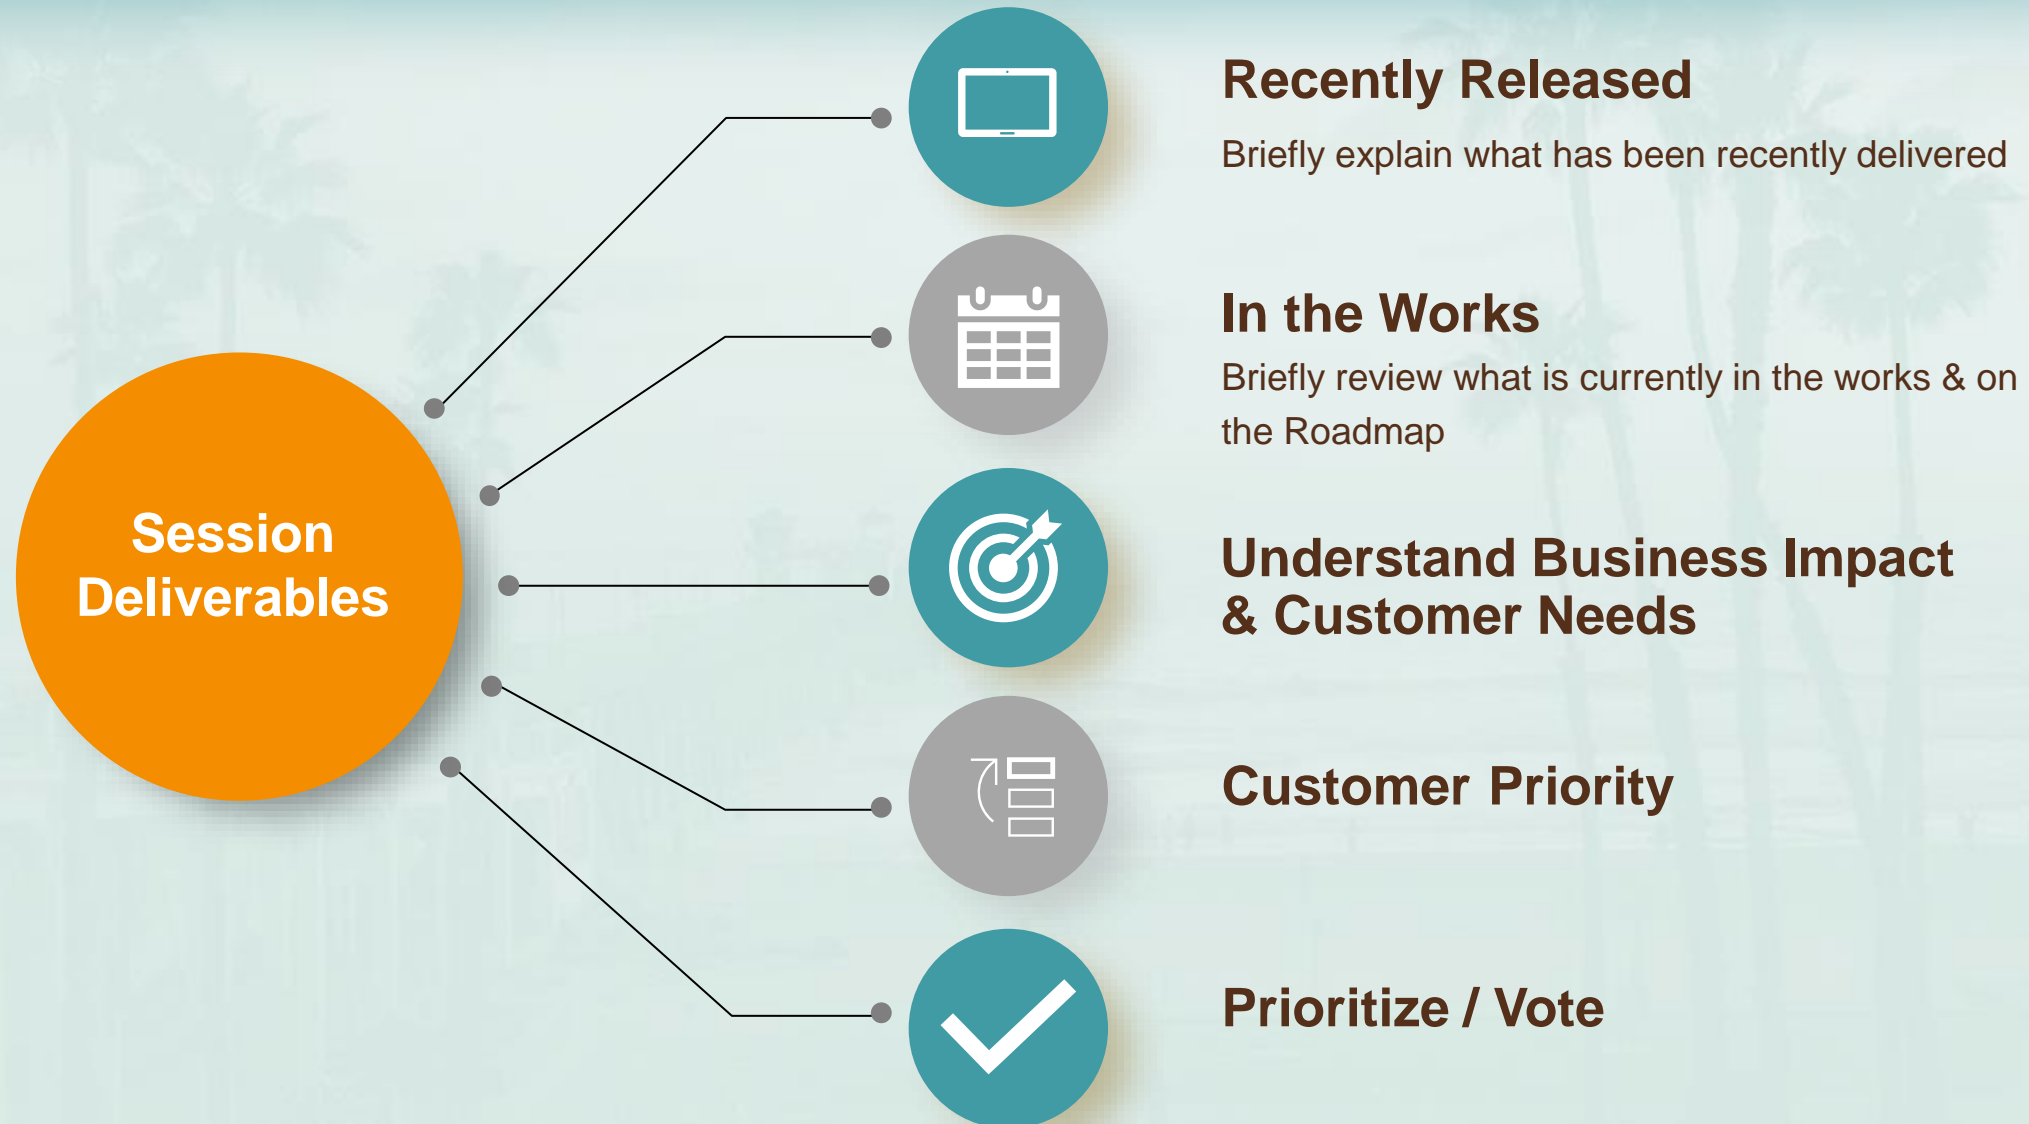 Session
Deliverables
Recently Released
Briefly explain what has been recently delivered
In the Works
Briefly review what is currently in the works & on
the Roadmap
Understand Business Impact
& Customer Needs
Customer Priority
Prioritize / Vote